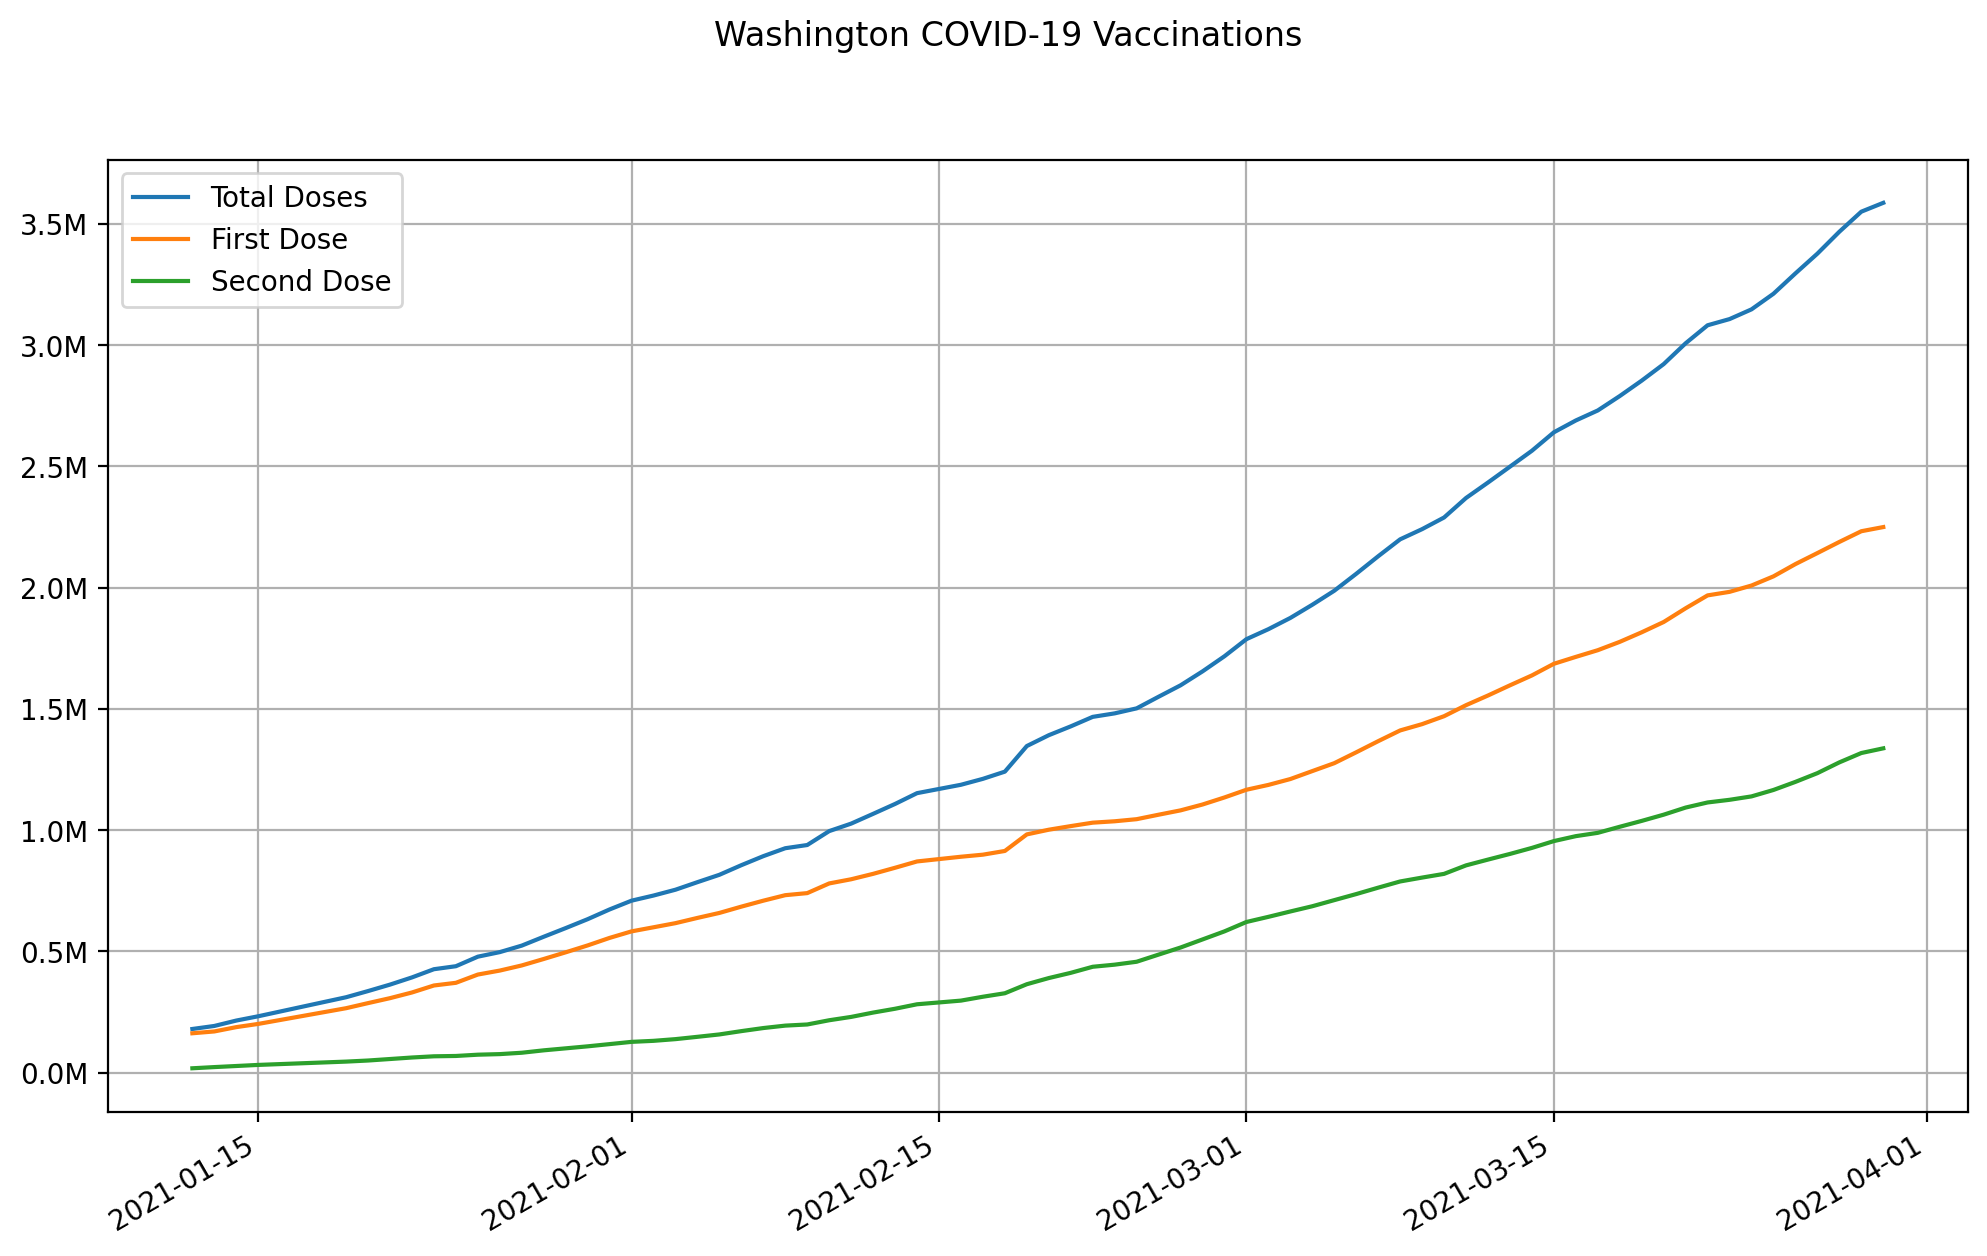 Washington COVID-19 Vaccinations
Total Doses
First Dose
Second Dose
3.5M
3.0M
2.5M
2.0M
1.5M
1.0M
0.5M
0.0M
2021-01-15
2021-02-01
2021-02-15
2021-03-01
2021-03-15
2021-04-01